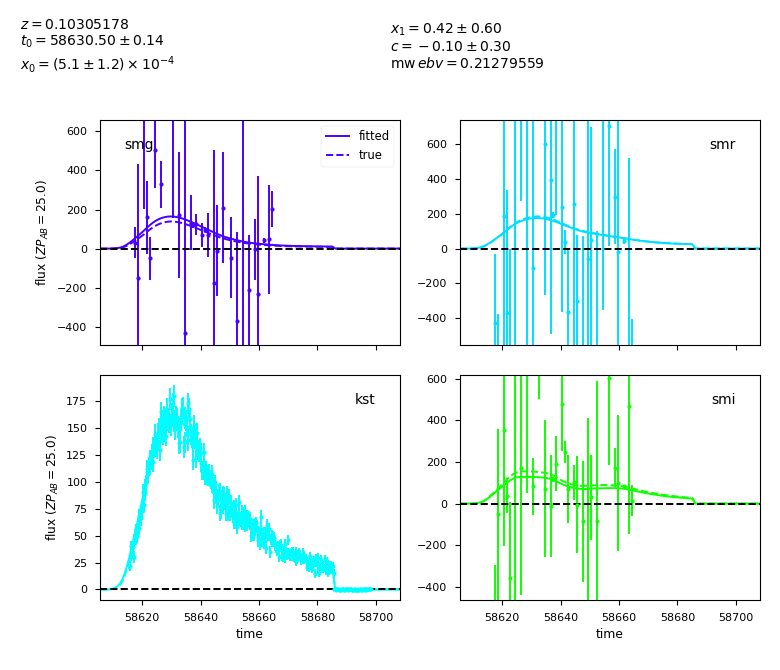 z = 0.10305178
t₀ = 58630.50 ± 0.14
x₀ = (5.1 ± 1.2) × 10⁻⁴
x₁ = 0.42 ± 0.60
c = −0.10 ± 0.30
mw ebv = 0.21279559
smg
fitted
true
600
400
200
0
−200
−400
flux (ZP_AB = 25.0)
smr
600
400
200
0
−200
−400
kst
175
150
125
100
75
50
25
0
flux (ZP_AB = 25.0)
58620 58640 58660 58680 58700
time
smi
600
400
200
0
−200
−400
58620 58640 58660 58680 58700
time